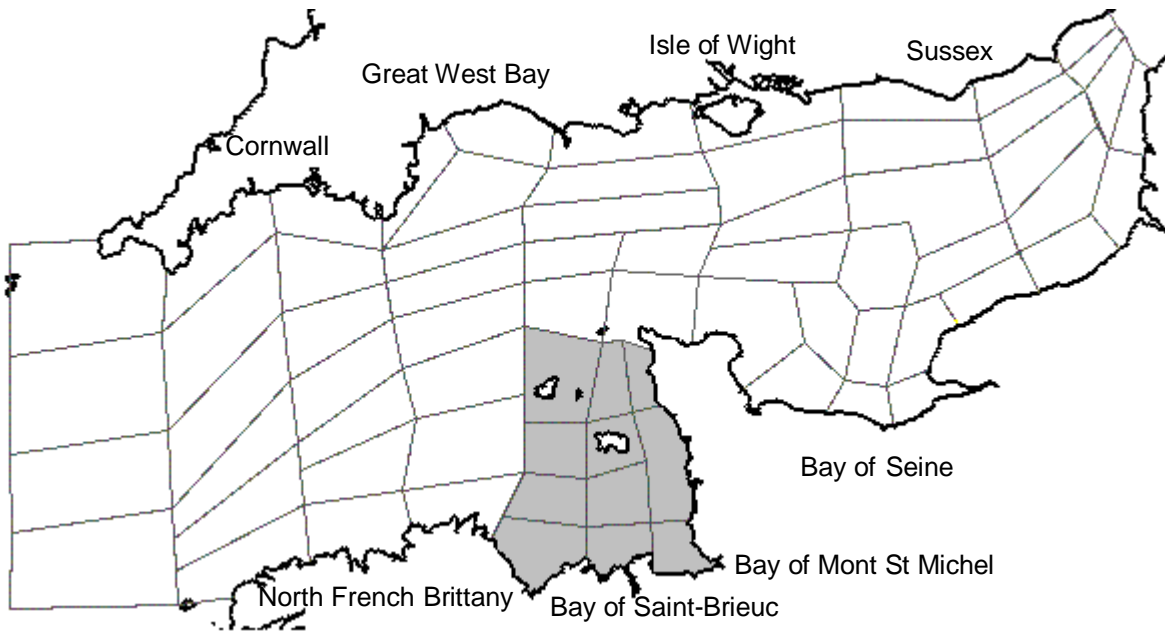 Isle of Wight
Sussex
Great West Bay
Cornwall
Bay of Seine
Bay of Mont St Michel
North French Brittany
Bay of Saint-Brieuc